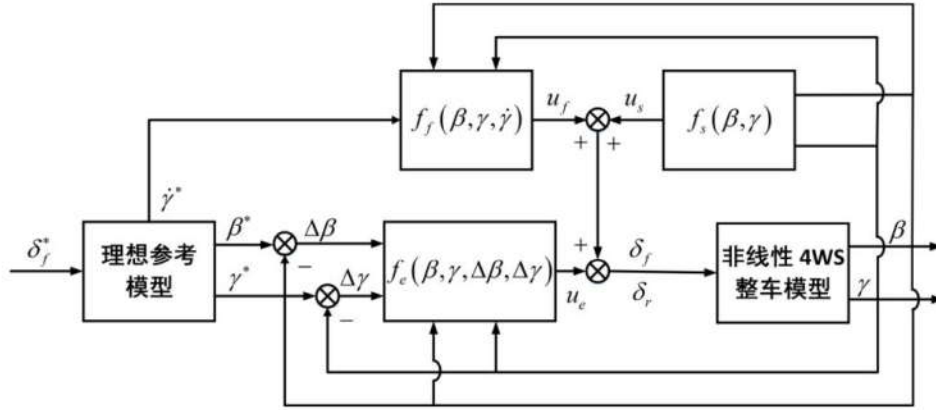 f_f(β,γ,γ̇)
u_f
u_s
f_s(β,γ)
+
+
γ̇*
δ_f*
理想参考
模型
β*
Δβ
−
γ*
Δγ
−
f_e(β,γ,Δβ,Δγ)
+
u_e
δ_f
δ_r
非线性 4WS
整车模型
β
γ